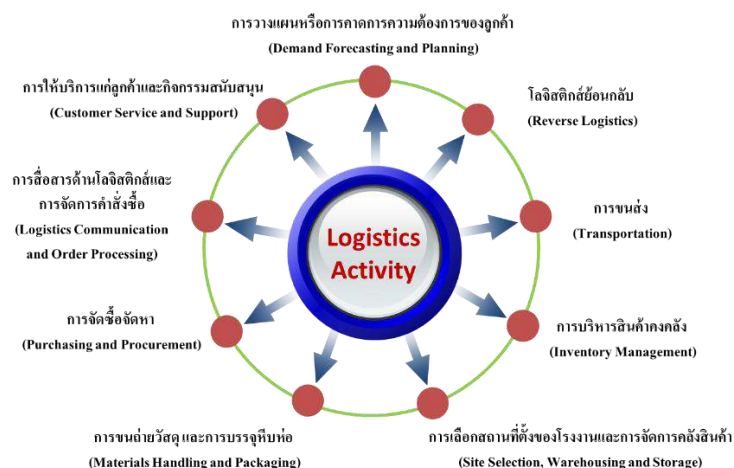 การวางแผนหรือการคาดการความต้องการของลูกค้า
(Demand Forecasting and Planning)
การให้บริการแก่ลูกค้าและกิจกรรมสนับสนุน
(Customer Service and Support)
โลจิสติกส์ย้อนกลับ
(Reverse Logistics)
การสื่อสารด้านโลจิสติกส์และ
การจัดการคำสั่งซื้อ
(Logistics Communication
and Order Processing)
การขนส่ง
(Transportation)
Logistics
Activity
การจัดซื้อจัดหา
(Purchasing and Procurement)
การบริหารสินค้าคงคลัง
(Inventory Management)
การขนถ่ายวัสดุ และการบรรจุหีบห่อ
(Materials Handling and Packaging)
การเลือกสถานที่ตั้งของโรงงานและการจัดการคลังสินค้า
(Site Selection, Warehousing and Storage)